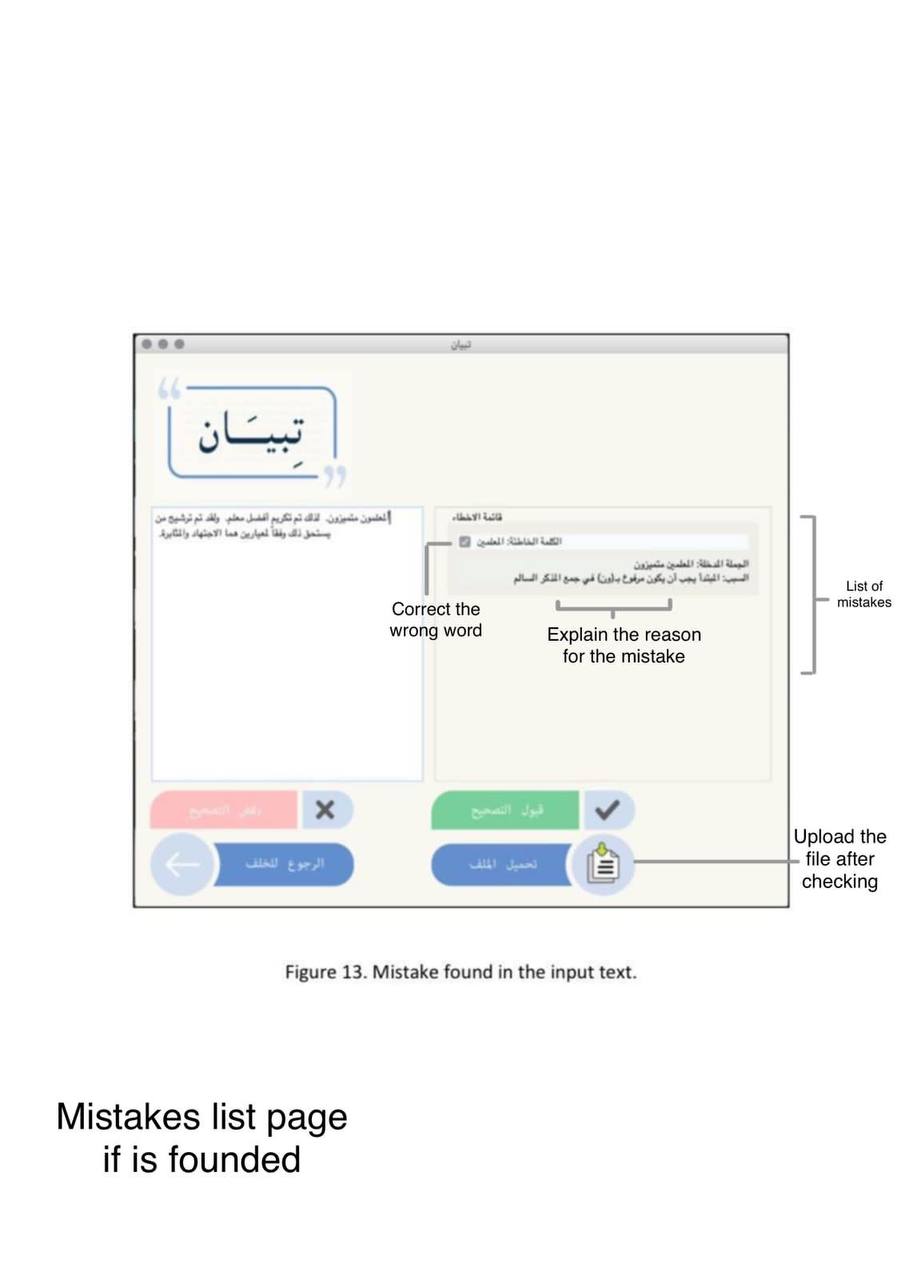 تبيان
تِبيَـــان
المعلمون متميزون. لذلك تم تكريم أفضل معلم. ولقد تم ترشيح من
يستحق ذلك وفقاً لمعيارين هما الاجتهاد والمثابرة.
قائمة الاخطاء
الكلمة الخاطئة: المعلمين
الجملة المدخلة: المعلمين متميزون
السبب: المبتدأ يجب أن يكون مرفوع بـ(ون) في جمع المذكر السالم
Correct the
wrong word
Explain the reason
for the mistake
List of
mistakes
قبول التصحيح
رفض التصحيح
تحميل الملف
الرجوع للخلف
Upload the
file after
checking
Figure 13. Mistake found in the input text.
Mistakes list page
if is founded